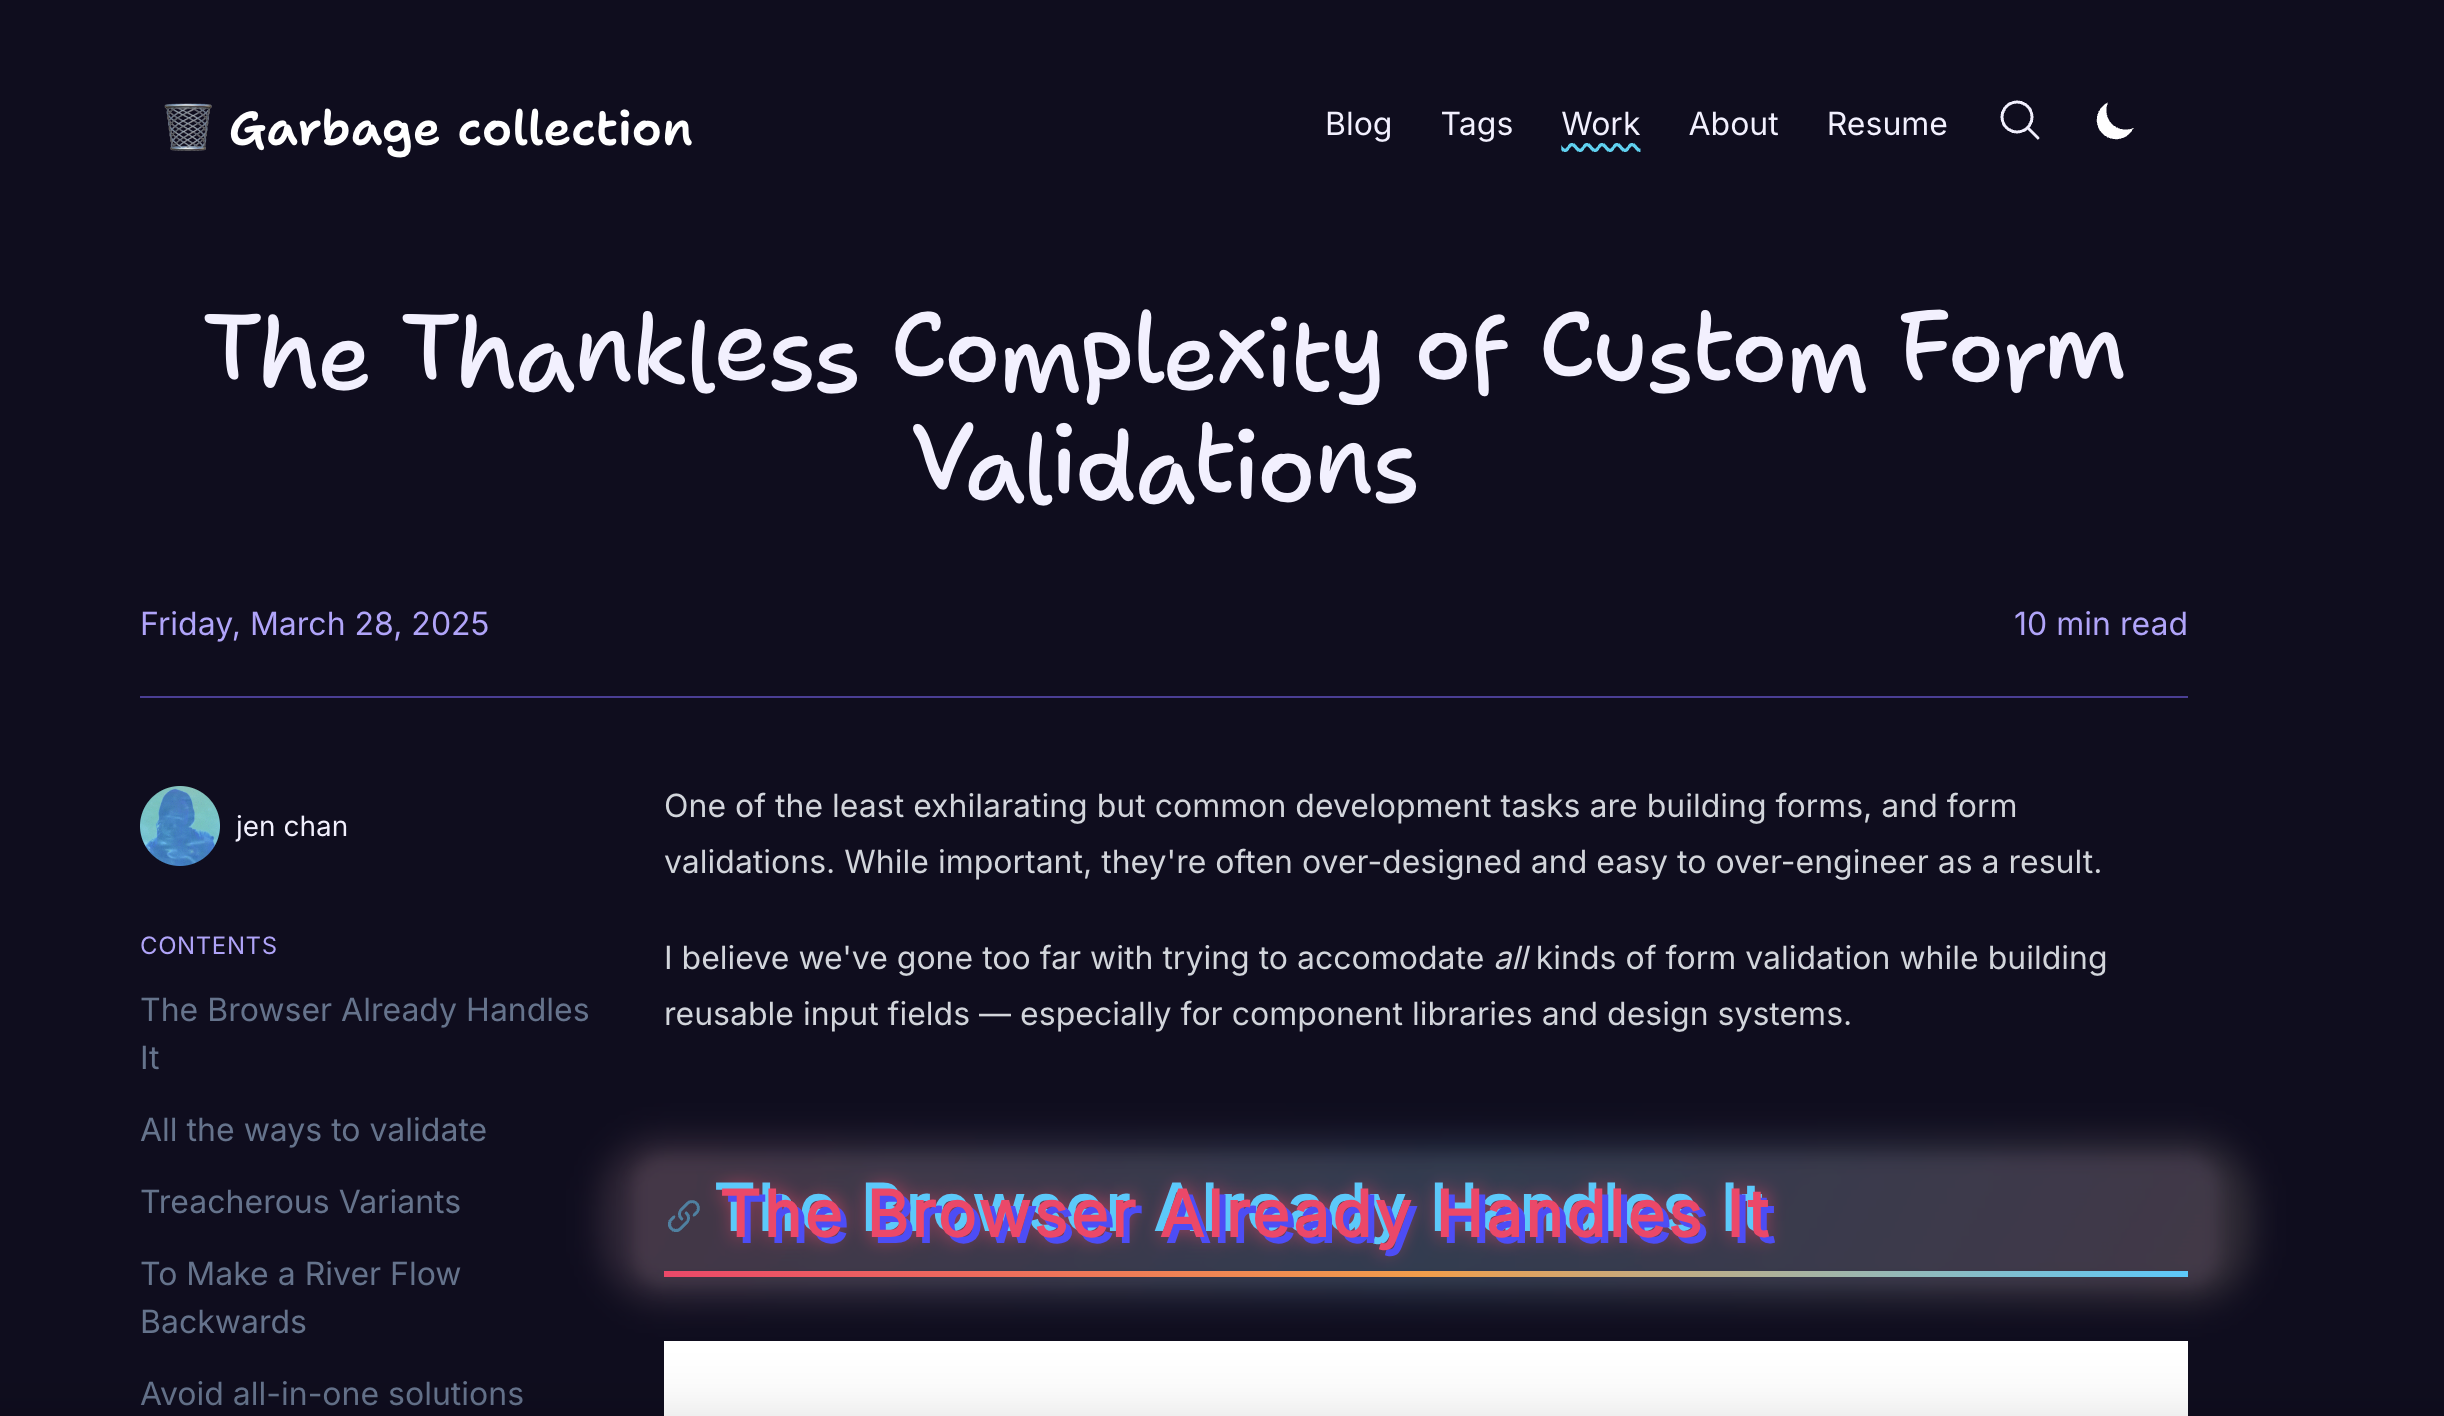 Garbage collection
Blog Tags Work About Resume
The Thankless Complexity of Custom Form
Validations
Friday, March 28, 2025
10 min read
jen chan
CONTENTS
The Browser Already Handles
It
All the ways to validate
Treacherous Variants
To Make a River Flow
Backwards
Avoid all-in-one solutions
One of the least exhilarating but common development tasks are building forms, and form
validations. While important, they're often over-designed and easy to over-engineer as a result.
I believe we've gone too far with trying to accomodate all kinds of form validation while building
reusable input fields — especially for component libraries and design systems.
The Browser Already Handles It